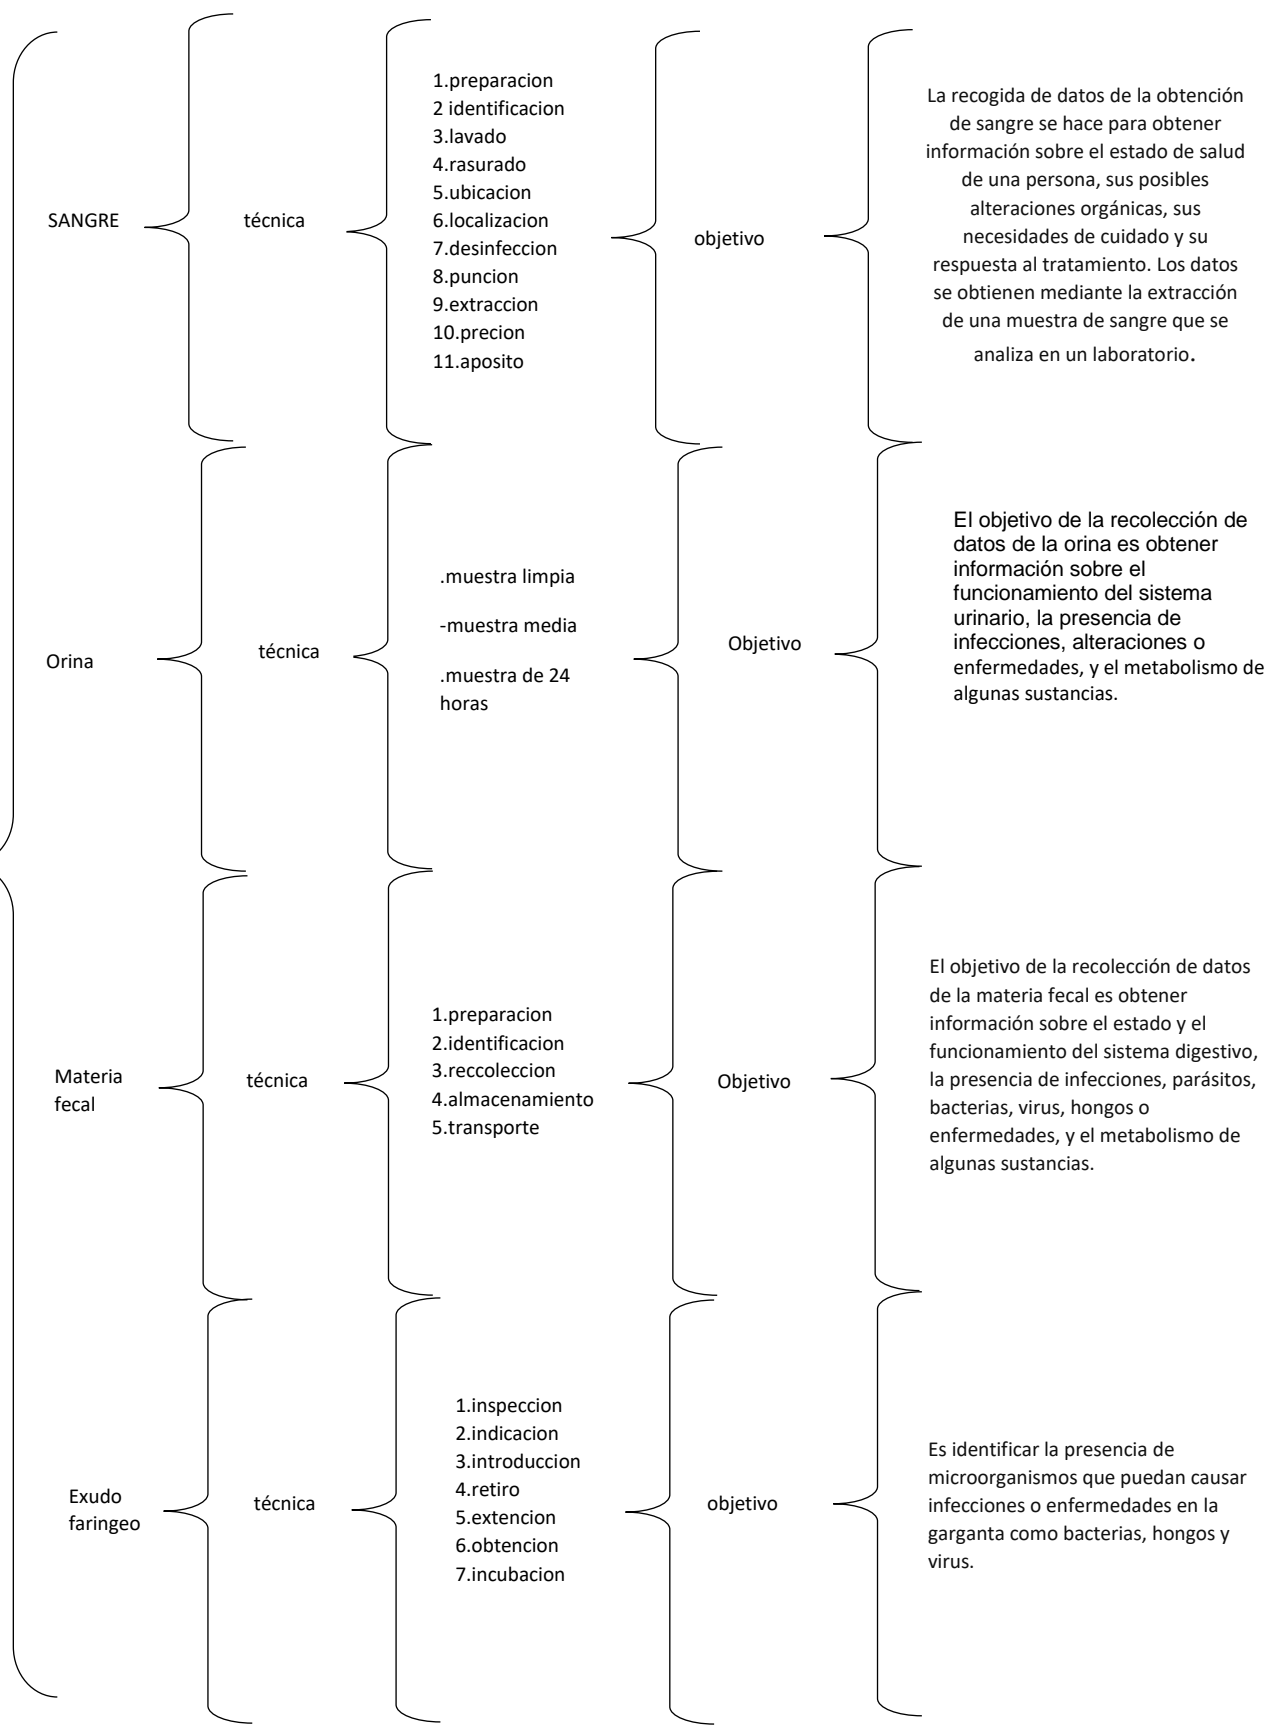 SANGRE
técnica
1.preparacion
2 identificacion
3.lavado
4.rasurado
5.ubicacion
6.localizacion
7.desinfeccion
8.puncion
9.extraccion
10.precion
11.aposito
objetivo
La recogida de datos de la obtención
de sangre se hace para obtener
información sobre el estado de salud
de una persona, sus posibles
alteraciones orgánicas, sus
necesidades de cuidado y su
respuesta al tratamiento. Los datos
se obtienen mediante la extracción
de una muestra de sangre que se
analiza en un laboratorio.
Orina
técnica
.muestra limpia
-muestra media
.muestra de 24
horas
Objetivo
El objetivo de la recolección de
datos de la orina es obtener
información sobre el
funcionamiento del sistema
urinario, la presencia de
infecciones, alteraciones o
enfermedades, y el metabolismo de
algunas sustancias.
Materia
fecal
técnica
1.preparacion
2.identificacion
3.reccoleccion
4.almacenamiento
5.transporte
Objetivo
El objetivo de la recolección de datos
de la materia fecal es obtener
información sobre el estado y el
funcionamiento del sistema digestivo,
la presencia de infecciones, parásitos,
bacterias, virus, hongos o
enfermedades, y el metabolismo de
algunas sustancias.
Exudo
faringeo
técnica
1.inspeccion
2.indicacion
3.introduccion
4.retiro
5.extencion
6.obtencion
7.incubacion
objetivo
Es identificar la presencia de
microorganismos que puedan causar
infecciones o enfermedades en la
garganta como bacterias, hongos y
virus.